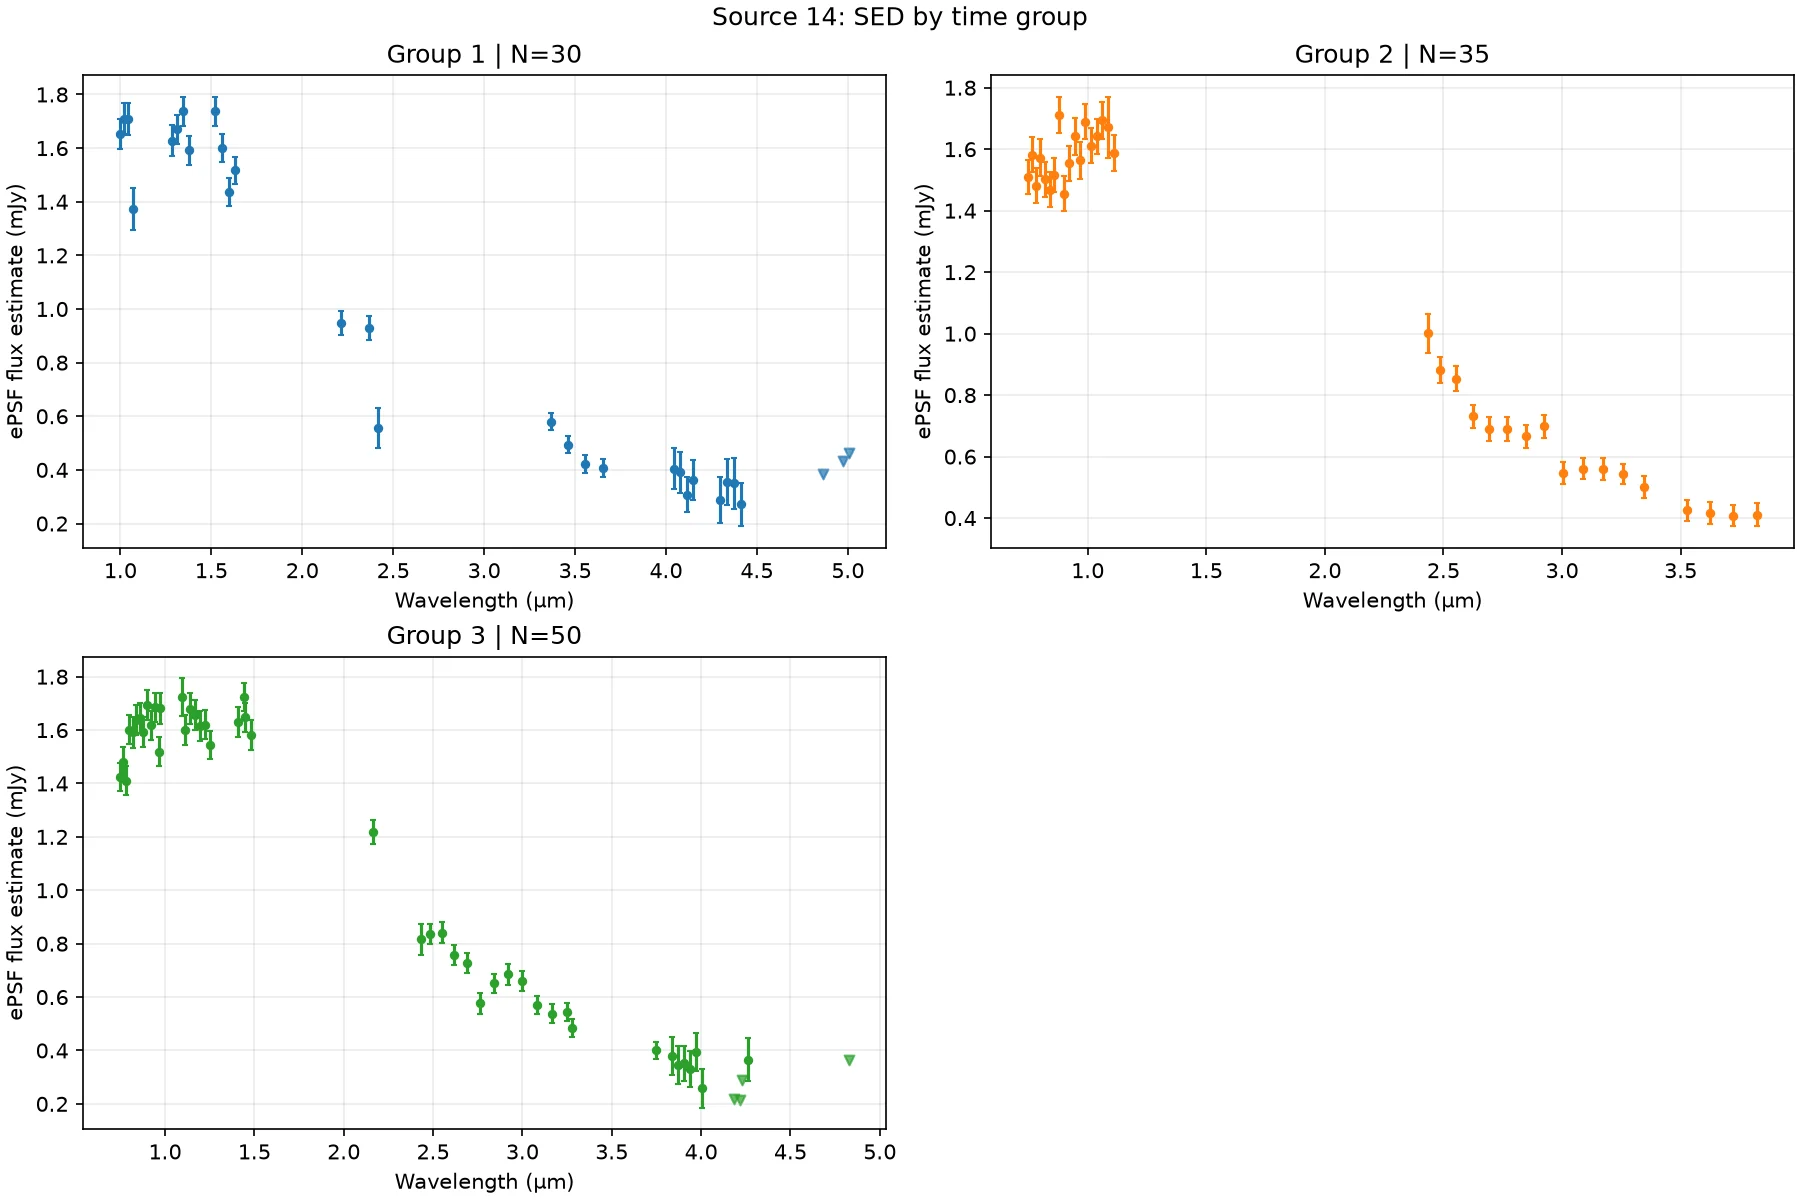 Source 14: SED by time group
Group 1 | N=30
ePSF flux estimate (mJy)
1.8
1.6
1.4
1.2
1.0
0.8
0.6
0.4
0.2
1.0 1.5 2.0 2.5 3.0 3.5 4.0 4.5 5.0
Wavelength (µm)
Group 2 | N=35
ePSF flux estimate (mJy)
1.8
1.6
1.4
1.2
1.0
0.8
0.6
0.4
1.0 1.5 2.0 2.5 3.0 3.5
Wavelength (µm)
Group 3 | N=50
ePSF flux estimate (mJy)
1.8
1.6
1.4
1.2
1.0
0.8
0.6
0.4
0.2
1.0 1.5 2.0 2.5 3.0 3.5 4.0 4.5 5.0
Wavelength (µm)